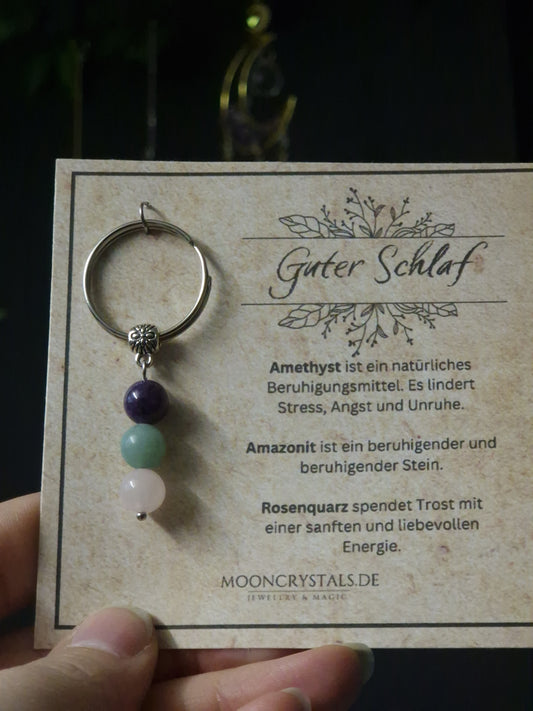 Guter Schlaf
Amethyst ist ein natürliches
Beruhigungsmittel. Es lindert
Stress, Angst und Unruhe.
Amazonit ist ein beruhigender und
beruhigender Stein.
Rosenquarz spendet Trost mit
einer sanften und liebevollen
Energie.
MOONCRYSTALS.DE
JEWELLRY & MAGIC